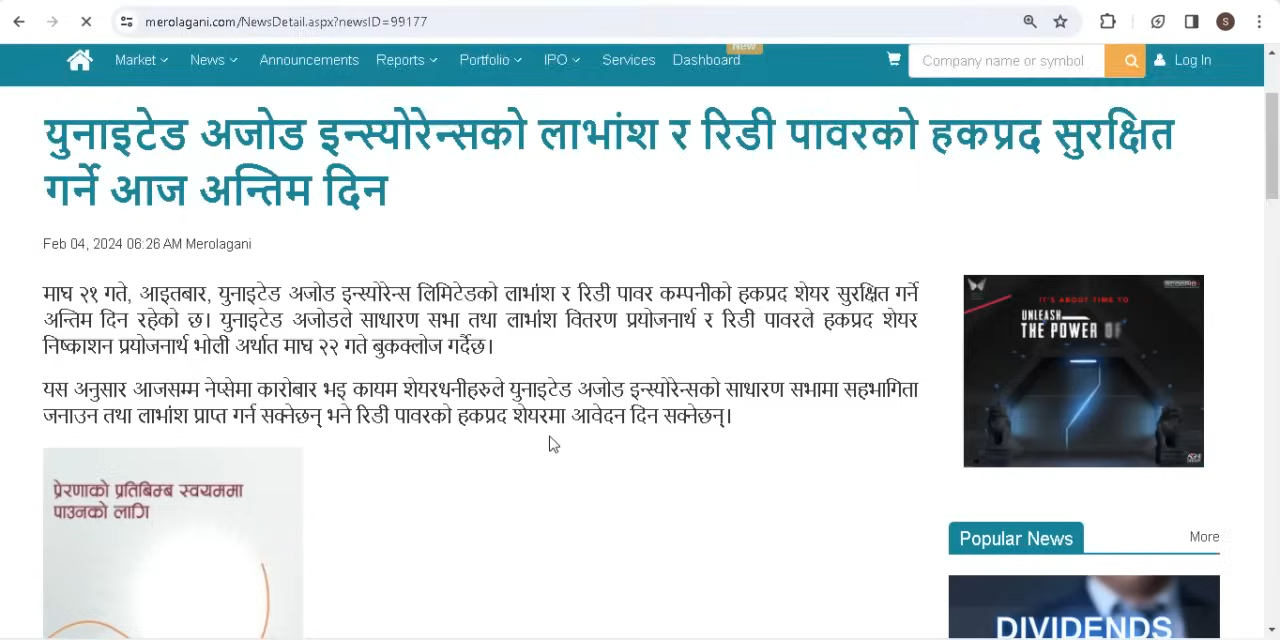 merolagani.com/NewsDetail.aspx?newsID=99177
S
New
Market News Announcements Reports Portfolio IPO Services Dashboard Company name or symbol Log In
युनाइटेड अजोड इन्स्योरेन्सको लाभांश र रिडी पावरको हकप्रद सुरक्षित
गर्ने आज अन्तिम दिन
Feb 04, 2024 06:26 AM Merolagani
माघ २१ गते, आइतबार, युनाइटेड अजोड इन्स्योरेन्स लिमिटेडको लाभांश र रिडी पावर कम्पनीको हकप्रद शेयर सुरक्षित गर्ने
अन्तिम दिन रहेको छ। युनाइटेड अजोडले साधारण सभा तथा लाभांश वितरण प्रयोजनार्थ र रिडी पावरले हकप्रद शेयर
निष्काशन प्रयोजनार्थ भोली अर्थात माघ २२ गते बुकक्लोज गर्दैछ।
यस अनुसार आजसम्म नेप्सेमा कारोबार भइ कायम शेयरधनीहरुले युनाइटेड अजोड इन्स्योरेन्सको साधारण सभामा सहभागिता
जनाउन तथा लाभांश प्राप्त गर्न सक्नेछन् भने रिडी पावरको हकप्रद शेयरमा आवेदन दिन सक्नेछन्।
IT'S ABOUT TIME TO
UNLEASH
THE POWER OF
प्रेरणाको प्रतिबिम्ब स्वयममा
पाउनको लागि
Popular News
More
DIVIDENDS